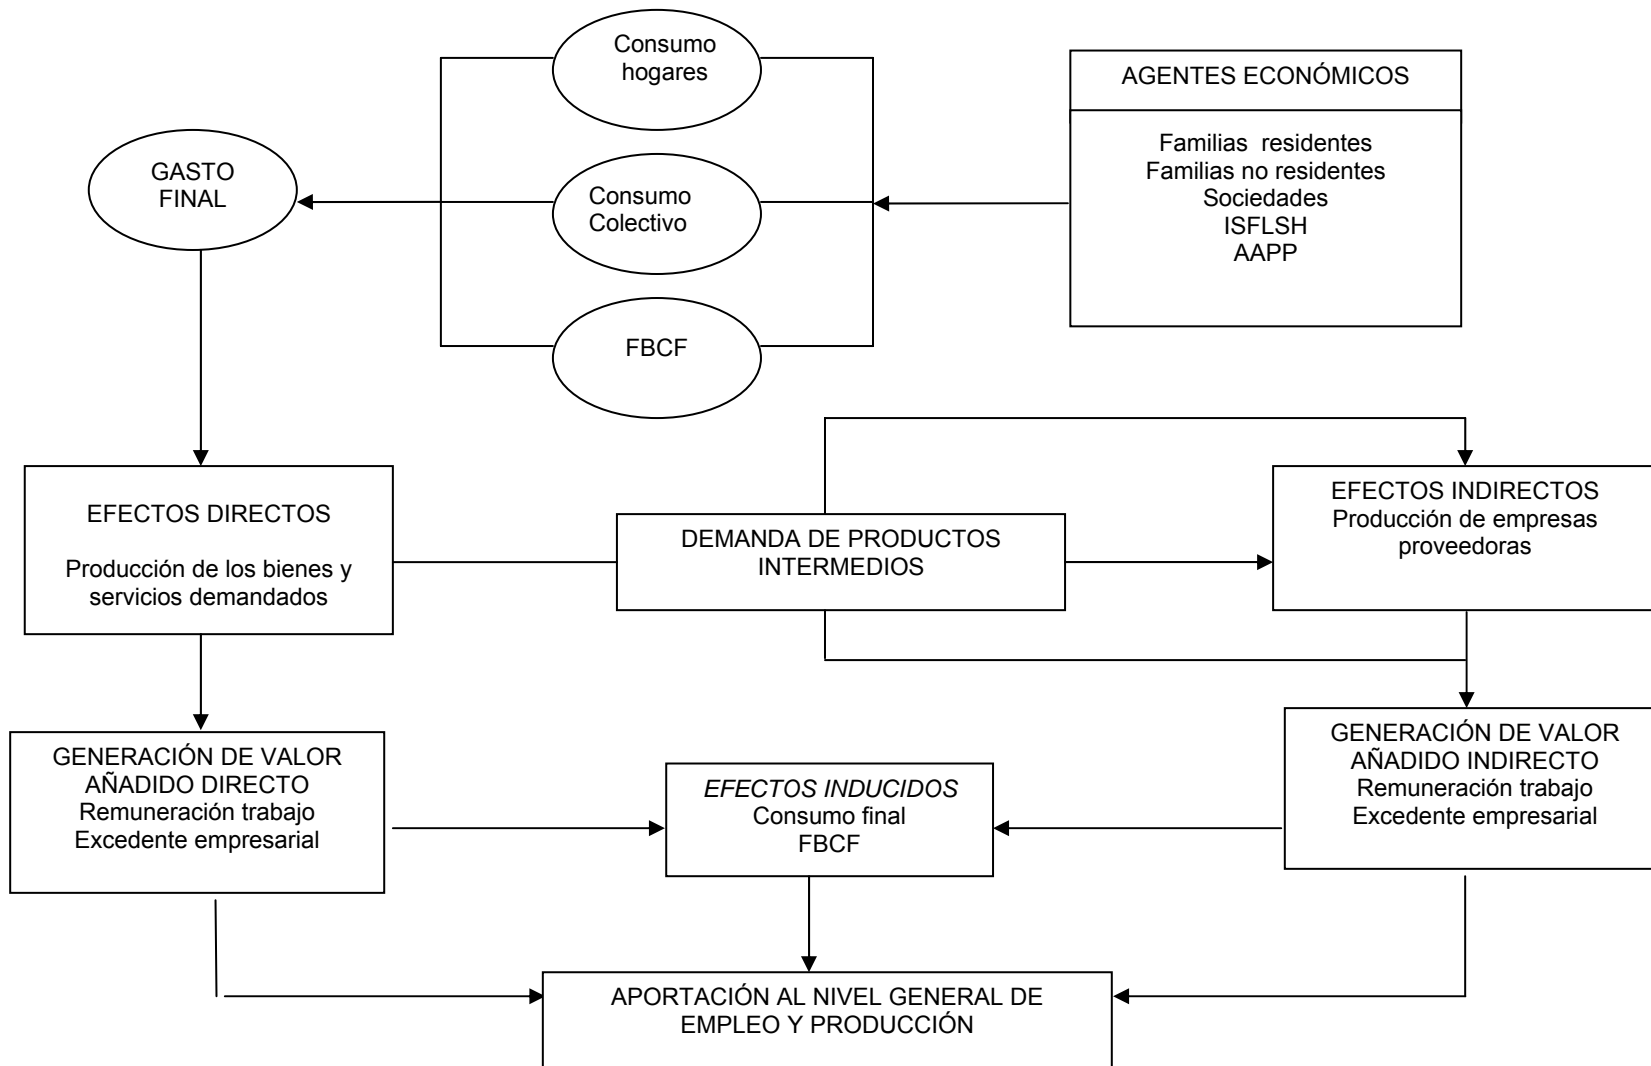 Consumo
hogares
AGENTES ECONÓMICOS
Familias residentes
Familias no residentes
Sociedades
ISFLSH
AAPP
GASTO
FINAL
Consumo
Colectivo
FBCF
EFECTOS DIRECTOS
Producción de los bienes y
servicios demandados
DEMANDA DE PRODUCTOS
INTERMEDIOS
EFECTOS INDIRECTOS
Producción de empresas
proveedoras
GENERACIÓN DE VALOR
AÑADIDO DIRECTO
Remuneración trabajo
Excedente empresarial
EFECTOS INDUCIDOS
Consumo final
FBCF
GENERACIÓN DE VALOR
AÑADIDO INDIRECTO
Remuneración trabajo
Excedente empresarial
APORTACIÓN AL NIVEL GENERAL DE
EMPLEO Y PRODUCCIÓN